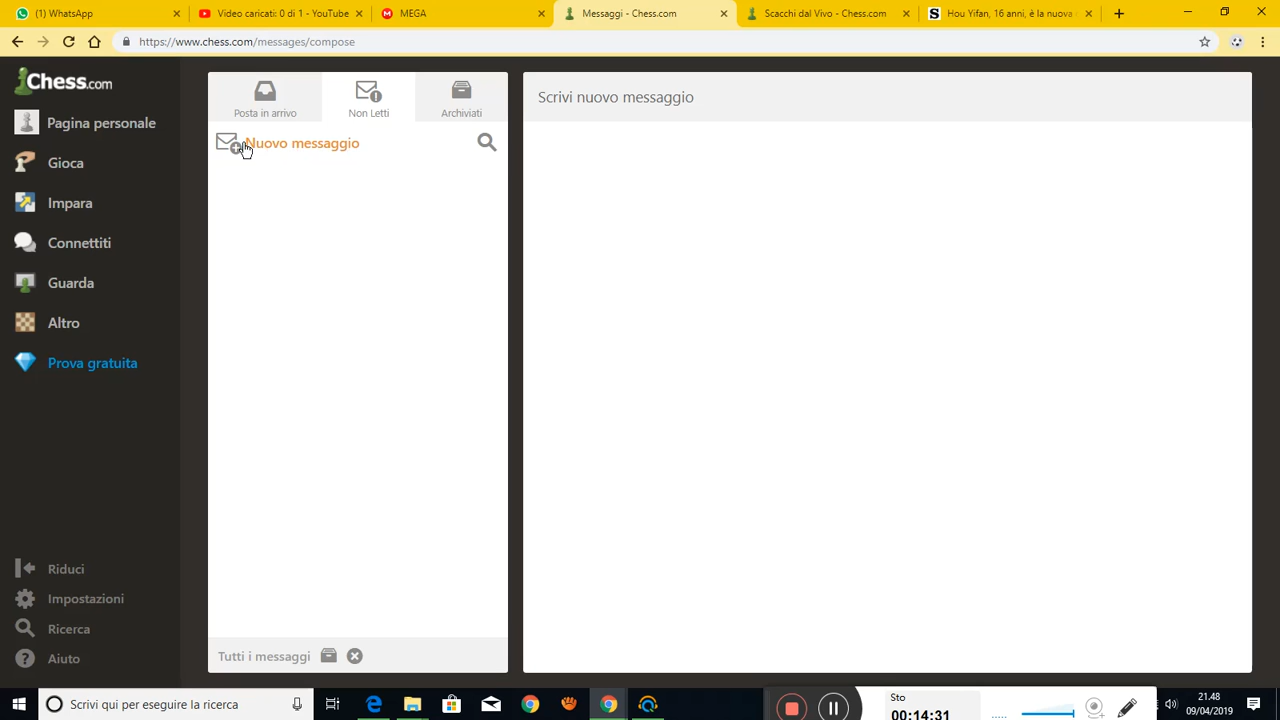 (1) WhatsApp
Video caricati: 0 di 1 - YouTube
MEGA
Messaggi - Chess.com
Scacchi dal Vivo - Chess.com
Hou Yifan, 16 anni, è la nuova
https://www.chess.com/messages/compose
Chess.com
Pagina personale
Gioca
Impara
Connettiti
Guarda
Altro
Prova gratuita
Riduci
Impostazioni
Ricerca
Aiuto
Posta in arrivo
Non Letti
Archiviati
Nuovo messaggio
Tutti i messaggi
Scrivi nuovo messaggio
Scrivi qui per eseguire la ricerca
Sto
00:14:31
21.48
09/04/2019